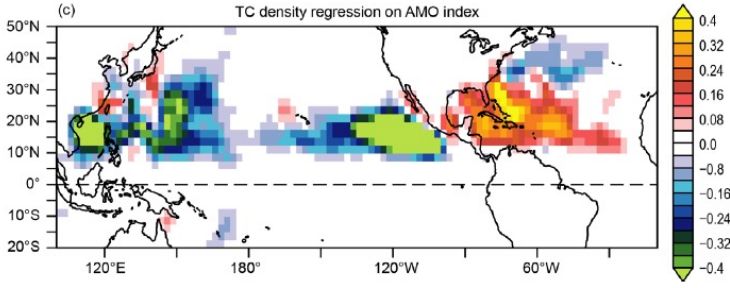 (c) TC density regression on AMO index
50°N
40°N
30°N
20°N
10°N
0°
10°S
20°S
120°E 180° 120°W 60°W
0.4
0.32
0.24
0.16
0.08
0.0
-0.8
-0.16
-0.24
-0.32
-0.4